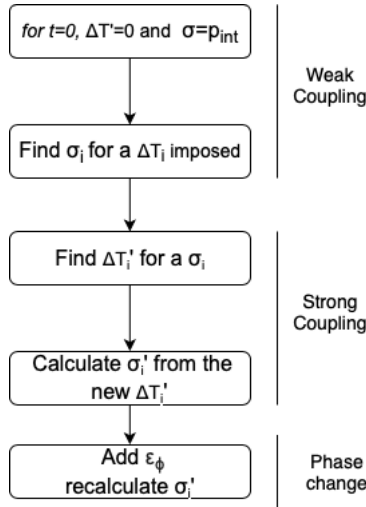 for t=0, ΔT'=0 and σ=p_int
Weak
Coupling
Find σ_i for a ΔT_i imposed
Find ΔT_i' for a σ_i
Strong
Coupling
Calculate σ_i' from the
new ΔT_i'
Add ε_ϕ
recalculate σ_i'
Phase
change